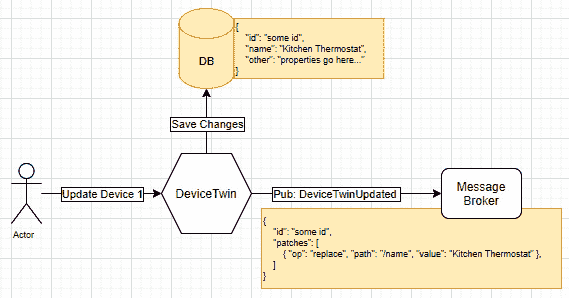 DB
{
"id": "some id",
"name": "Kitchen Thermostat",
"other": "properties go here..."
}
Save Changes
Actor
Update Device 1
DeviceTwin
Pub: DeviceTwinUpdated
Message
Broker
{
"id": "some id",
"patches": [
{ "op": "replace", "path": "/name", "value": "Kitchen Thermostat" },
]
}